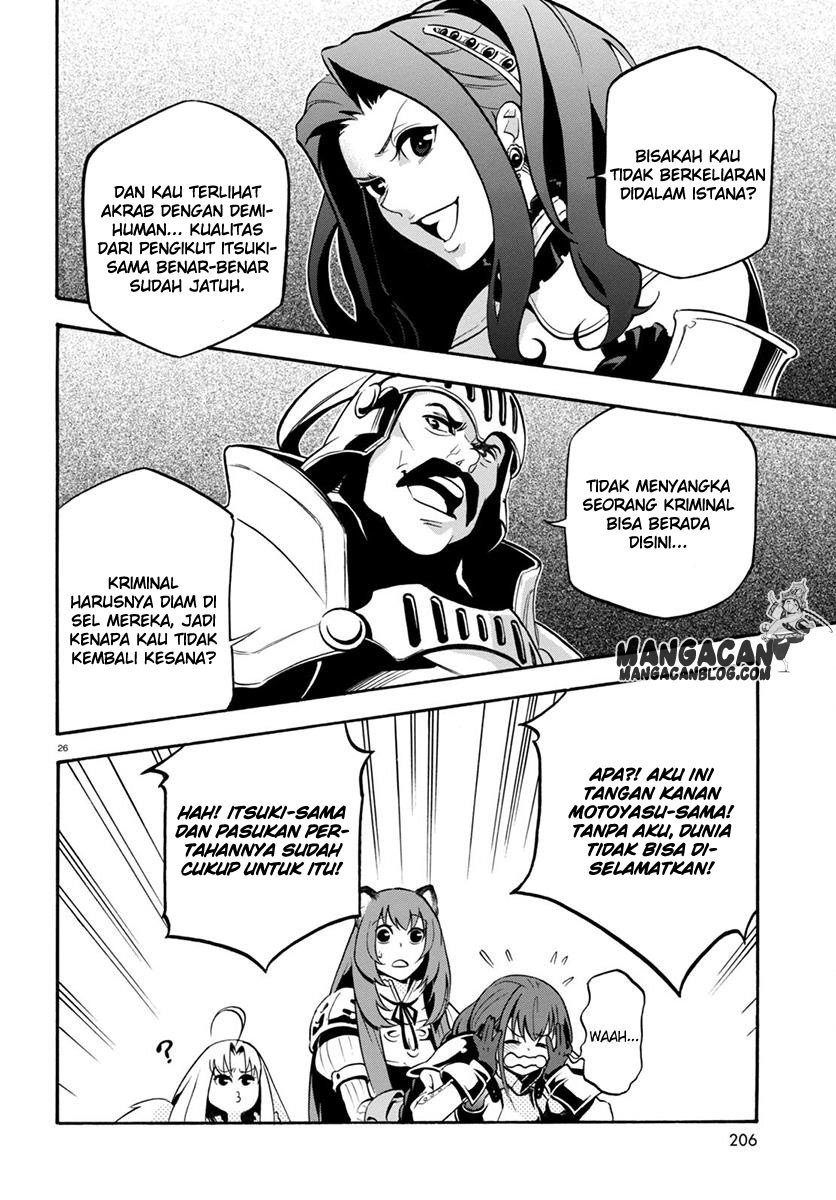 BISAKAH KAU
TIDAK BERKELIARAN
DIDALAM ISTANA?
DAN KAU TERLIHAT
AKRAB DENGAN DEMI-
HUMAN... KUALITAS
DARI PENGIKUT ITSUKI-
SAMA BENAR-BENAR
SUDAH JATUH.
TIDAK MENYANGKA
SEORANG KRIMINAL
BISA BERADA
DISINI...
KRIMINAL
HARUSNYA DIAM DI
SEL MEREKA, JADI
KENAPA KAU TIDAK
KEMBALI KESANA?
MANGACAN
MANGACANBLOG.COM
26
APA?! AKU INI
TANGAN KANAN
MOTOYASU-SAMA!
TANPA AKU, DUNIA
TIDAK BISA DI-
SELAMATKAN!
HAH! ITSUKI-SAMA
DAN PASUKAN PER-
TAHANNYA SUDAH
CUKUP UNTUK ITU!
WAAH...
?
206